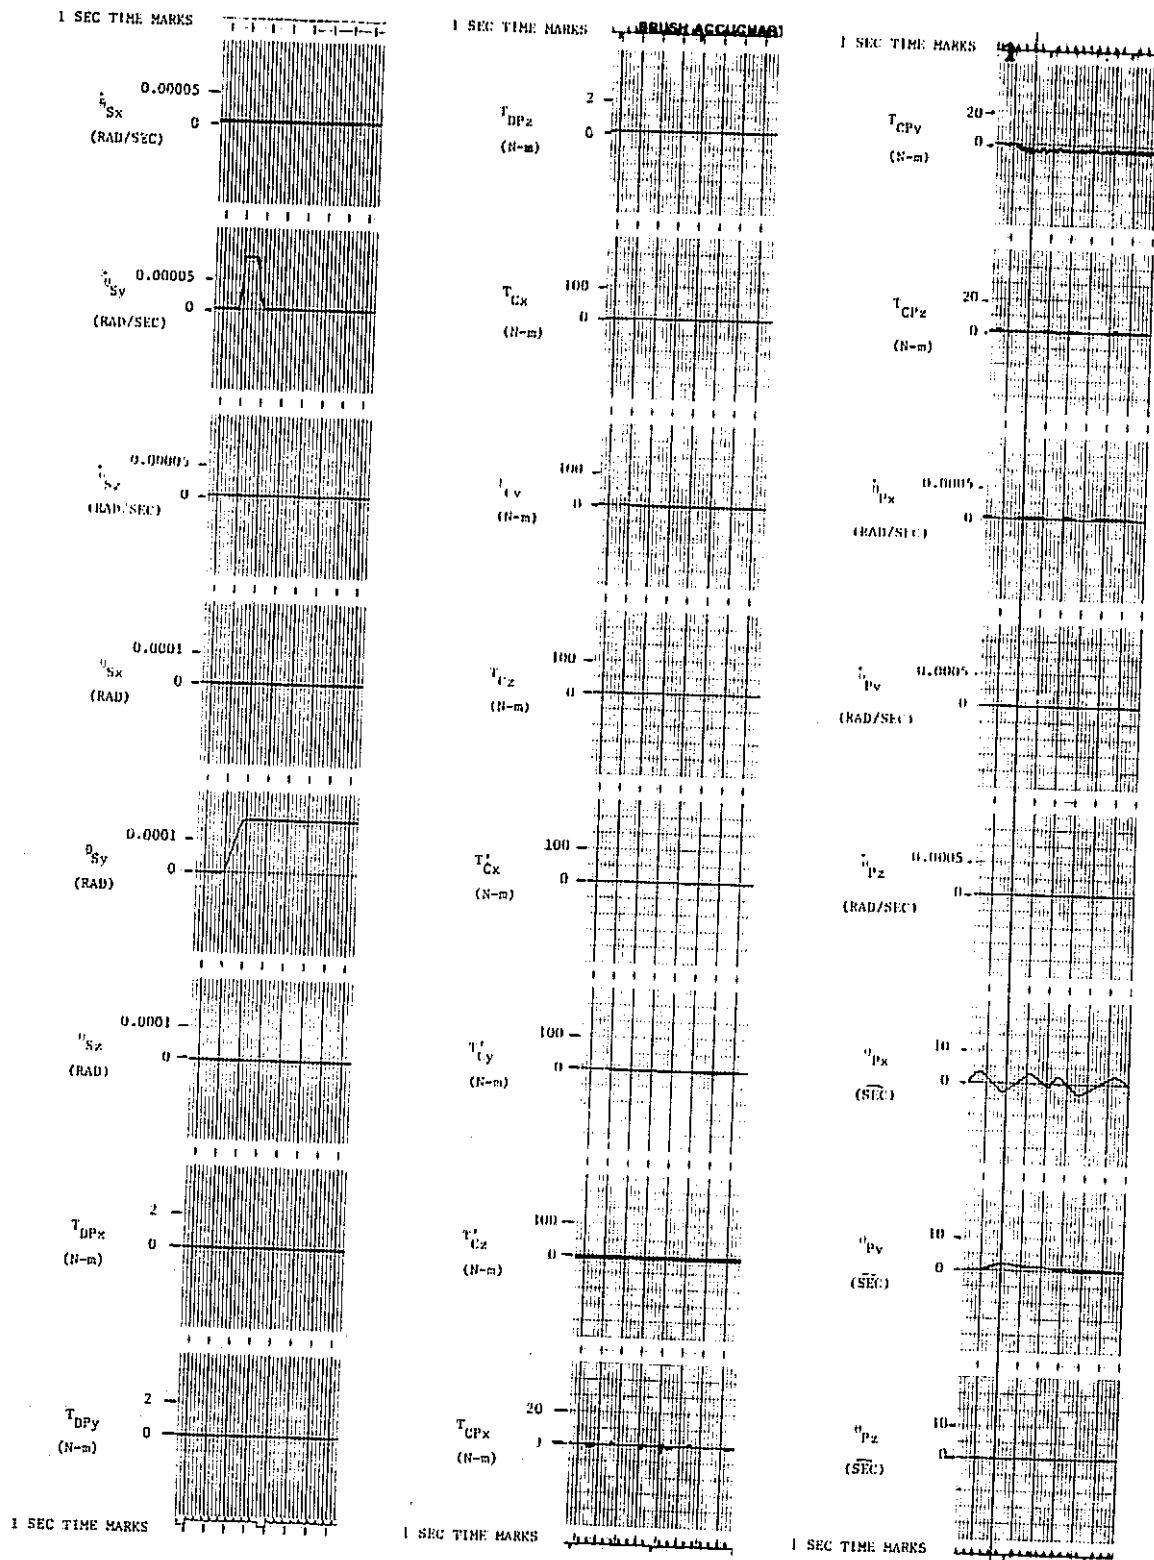 1 SEC TIME MARKS
0.00005
θ̇Sx
0
(RAD/SEC)
0.00005
θ̇Sy
0
(RAD/SEC)
0.00005
θ̇Sz
0
(RAD/SEC)
0.0001
θSx
0
(RAD)
0.0001
θSy
0
(RAD)
0.0001
θSz
0
(RAD)
2
TDPx
0
(N-m)
2
TDPy
0
(N-m)
1 SEC TIME MARKS
1 SEC TIME MARKS
BRUSH ACCUCHART
2
TDPz
0
(N-m)
100
TCx
0
(N-m)
100
TCy
0
(N-m)
100
TCz
0
(N-m)
100
T'Cx
0
(N-m)
100
T'Cy
0
(N-m)
100
T'Cz
0
(N-m)
20
TCPx
(N-m)
1 SEC TIME MARKS
1 SEC TIME MARKS
20
TCPy
0
(N-m)
20
TCPz
0
(N-m)
0.0005
θ̇Px
0
(RAD/SEC)
0.0005
θ̇Py
0
(RAD/SEC)
0.0005
θ̇Pz
0
(RAD/SEC)
10
θPx
0
(SEC)
10
θPy
0
(SEC)
10
θPz
0
(SEC)
1 SEC TIME MARKS